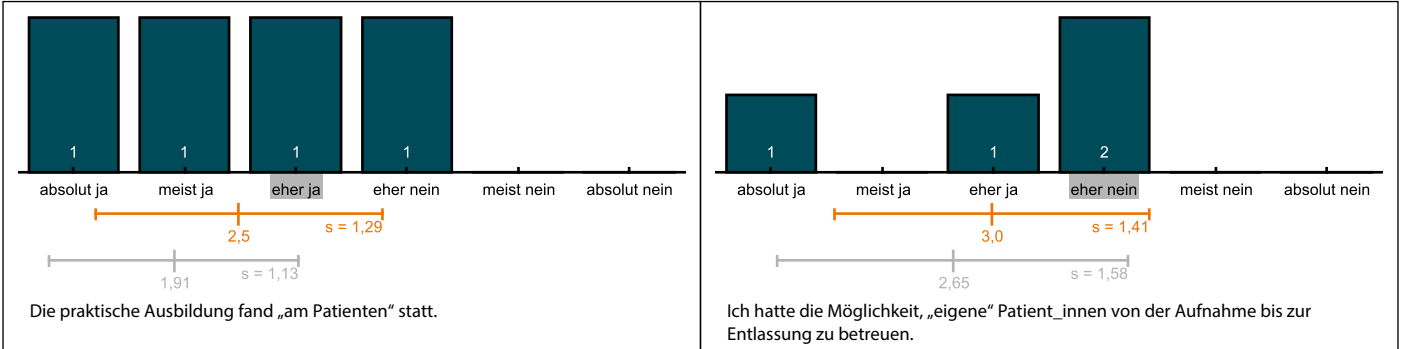 1 1 1 1
absolut ja meist ja eher ja eher nein meist nein absolut nein
2,5 s = 1,29
1,91 s = 1,13
Die praktische Ausbildung fand „am Patienten“ statt.
1 1 2
absolut ja meist ja eher ja eher nein meist nein absolut nein
3,0 s = 1,41
2,65 s = 1,58
Ich hatte die Möglichkeit, „eigene“ Patient_innen von der Aufnahme bis zur
Entlassung zu betreuen.